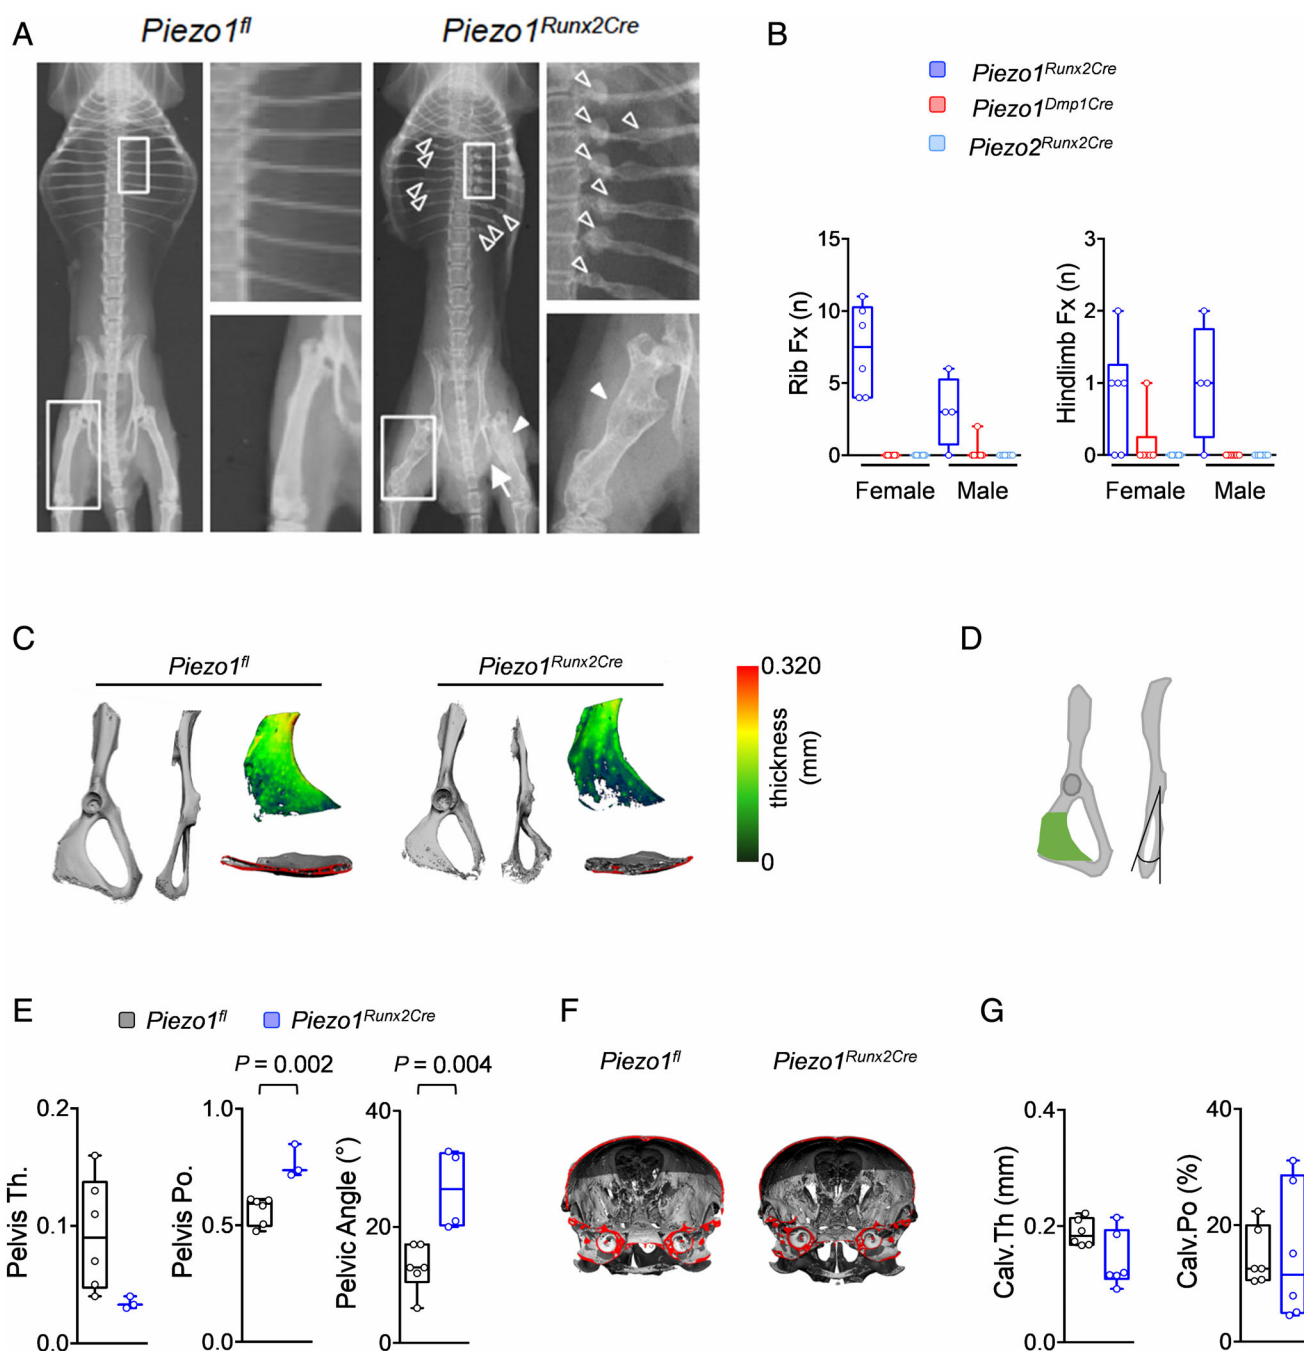 A
Piezo1fl
Piezo1Runx2Cre
B
Piezo1Runx2Cre
Piezo1Dmp1Cre
Piezo2Runx2Cre
Rib Fx (n)
15
10
5
0
Female
Male
Hindlimb Fx (n)
3
2
1
0
Female
Male
C
Piezo1fl
Piezo1Runx2Cre
0.320
thickness
(mm)
0
D
E
Piezo1fl
Piezo1Runx2Cre
Pelvis Th.
0.2
0.1
0.0
P = 0.002
Pelvis Po.
1.0
0.5
0.0
P = 0.004
Pelvic Angle (°)
40
20
0
F
Piezo1fl
Piezo1Runx2Cre
G
Calv.Th (mm)
0.4
0.2
0.0
Calv.Po (%)
40
20
0